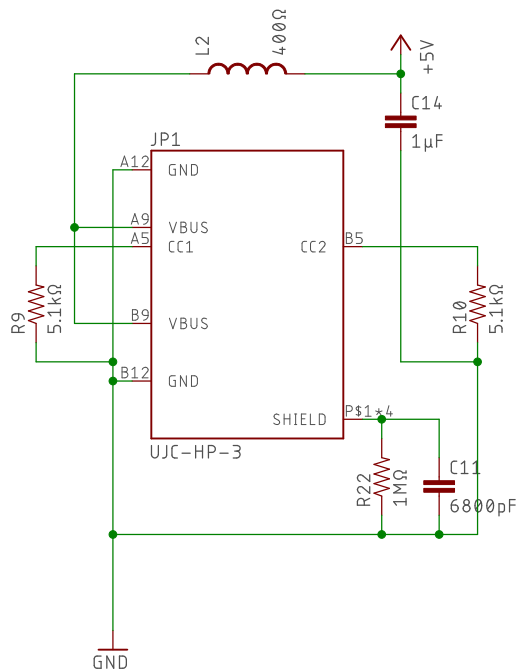 L2
400Ω
+5V
C14
1µF
JP1
A12
GND
A9
VBUS
A5
CC1
CC2
B5
R9
5.1kΩ
B9
VBUS
R10
5.1kΩ
B12
GND
SHIELD
P$1*4
UJC-HP-3
R22
1MΩ
C11
6800pF
GND